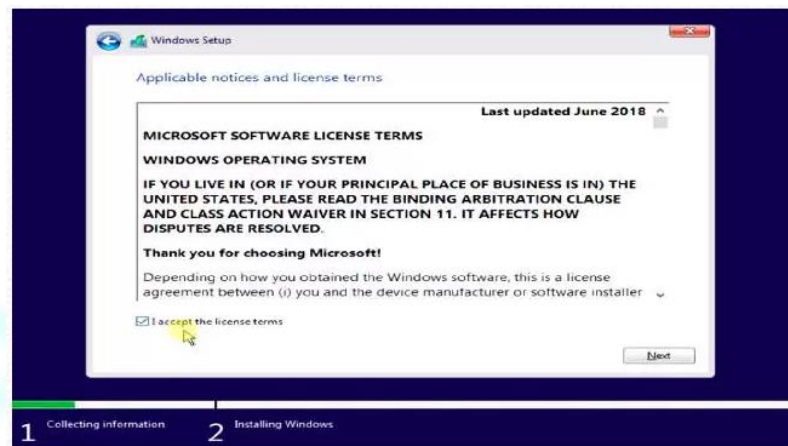 Windows Setup
Applicable notices and license terms
Last updated June 2018
MICROSOFT SOFTWARE LICENSE TERMS
WINDOWS OPERATING SYSTEM
IF YOU LIVE IN (OR IF YOUR PRINCIPAL PLACE OF BUSINESS IS IN) THE
UNITED STATES, PLEASE READ THE BINDING ARBITRATION CLAUSE
AND CLASS ACTION WAIVER IN SECTION 11. IT AFFECTS HOW
DISPUTES ARE RESOLVED.
Thank you for choosing Microsoft!
Depending on how you obtained the Windows software, this is a license
agreement between (i) you and the device manufacturer or software installer
I accept the license terms
Next
1 Collecting information 2 Installing Windows